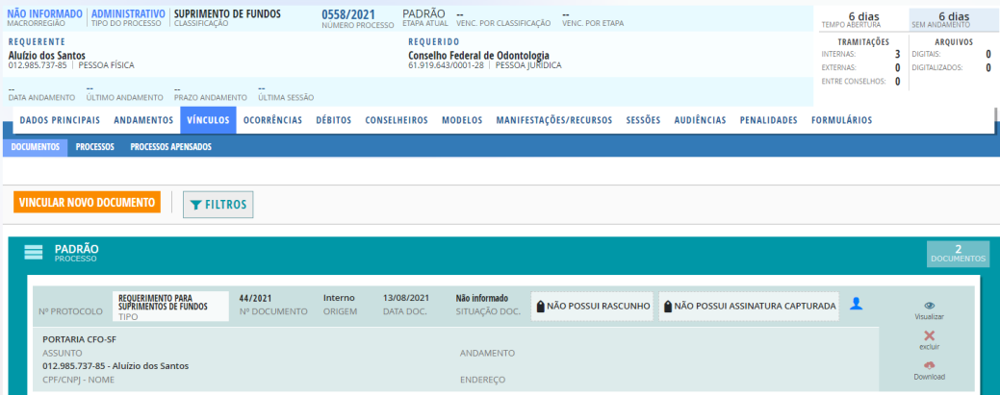 NÃO INFORMADO ADMINISTRATIVO SUPRIMENTO DE FUNDOS 0558/2021 PADRÃO -- -- 6 dias 6 dias
MACRORREGIÃO TIPO DO PROCESSO CLASSIFICAÇÃO NÚMERO PROCESSO ETAPA ATUAL VENC. POR CLASSIFICAÇÃO VENC. POR ETAPA TEMPO ABERTURA SEM ANDAMENTO
REQUERENTE REQUERIDO TRAMITAÇÕES ARQUIVOS
Aluízio dos Santos Conselho Federal de Odontologia INTERNAS: 3 DIGITAIS: 0
012.985.737-85 | PESSOA FÍSICA 61.919.643/0001-28 | PESSOA JURÍDICA EXTERNAS: 0 DIGITALIZADOS: 0
ENTRE CONSELHOS: 0
-- -- -- --
DATA ANDAMENTO ÚLTIMO ANDAMENTO PRAZO ANDAMENTO ÚLTIMA SESSÃO
DADOS PRINCIPAIS ANDAMENTOS VÍNCULOS OCORRÊNCIAS DÉBITOS CONSELHEIROS MODELOS MANIFESTAÇÕES/RECURSOS SESSÕES AUDIÊNCIAS PENALIDADES FORMULÁRIOS
DOCUMENTOS PROCESSOS PROCESSOS APENSADOS
VINCULAR NOVO DOCUMENTO FILTROS
PADRÃO 2
PROCESSO DOCUMENTOS
REQUERIMENTO PARA SUPRIMENTOS DE FUNDOS 44/2021 Interno 13/08/2021 Não informado NÃO POSSUI RASCUNHO NÃO POSSUI ASSINATURA CAPTURADA
Nº PROTOCOLO TIPO Nº DOCUMENTO ORIGEM DATA DOC. SITUAÇÃO DOC. Visualizar
PORTARIA CFO-SF
ASSUNTO ANDAMENTO excluir
012.985.737-85 - Aluízio dos Santos
CPF/CNPJ - NOME ENDEREÇO Download